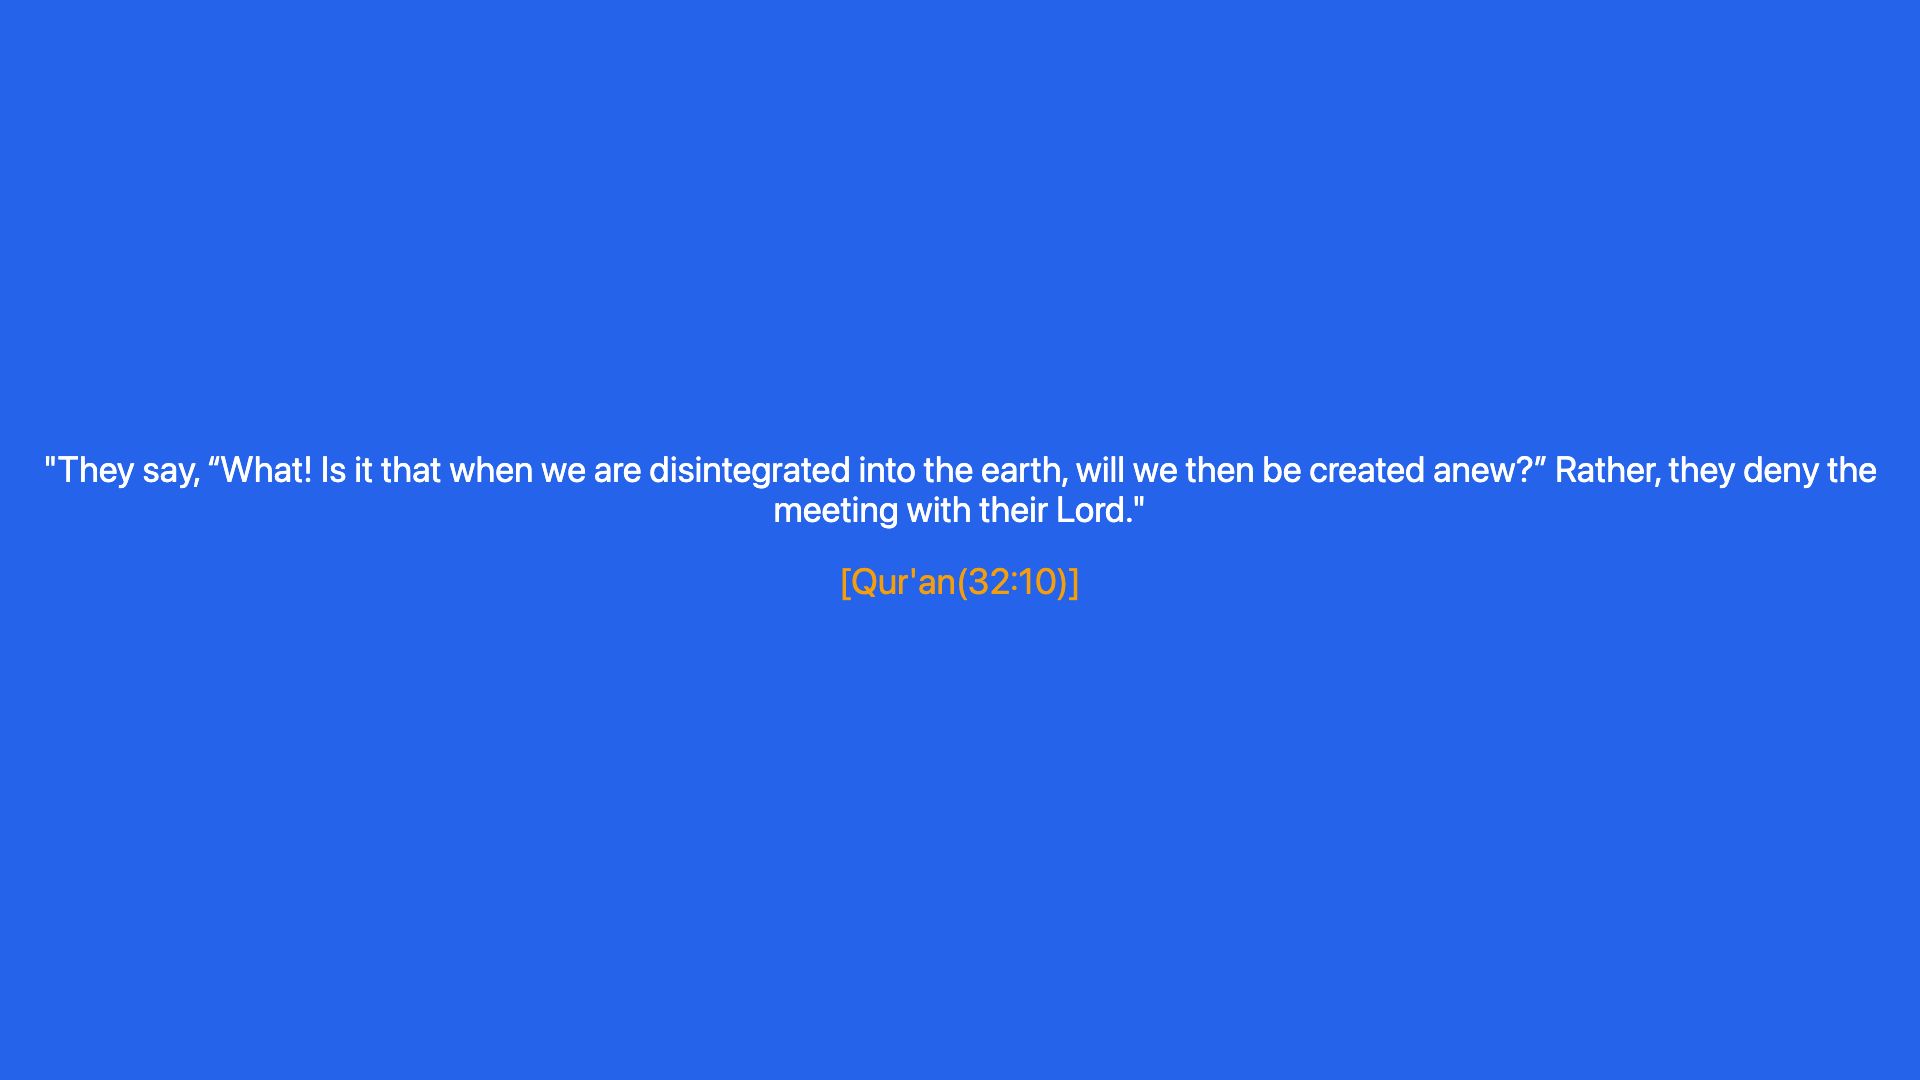 "They say, “What! Is it that when we are disintegrated into the earth, will we then be created anew?” Rather, they deny the
meeting with their Lord."
[Qur'an(32:10)]